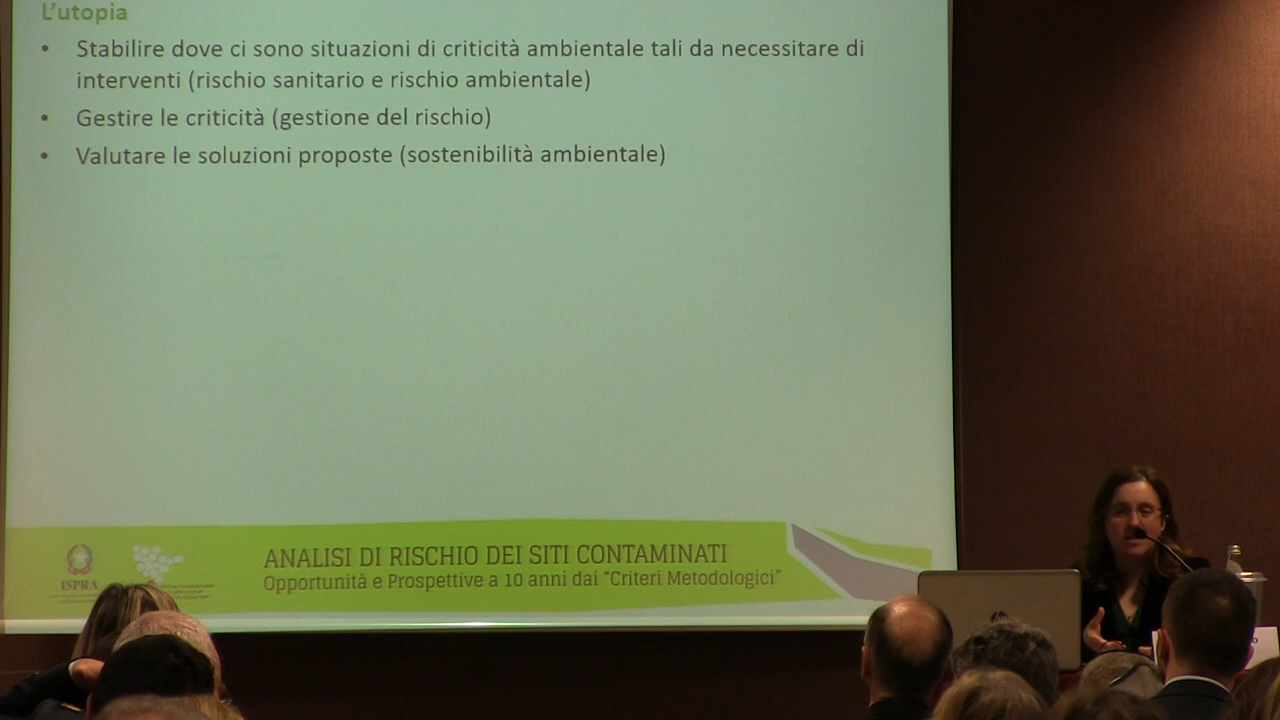 L'utopia
• Stabilire dove ci sono situazioni di criticità ambientale tali da necessitare di
interventi (rischio sanitario e rischio ambientale)
• Gestire le criticità (gestione del rischio)
• Valutare le soluzioni proposte (sostenibilità ambientale)
ANALISI DI RISCHIO DEI SITI CONTAMINATI
Opportunità e Prospettive a 10 anni dai "Criteri Metodologici"
ISPRA